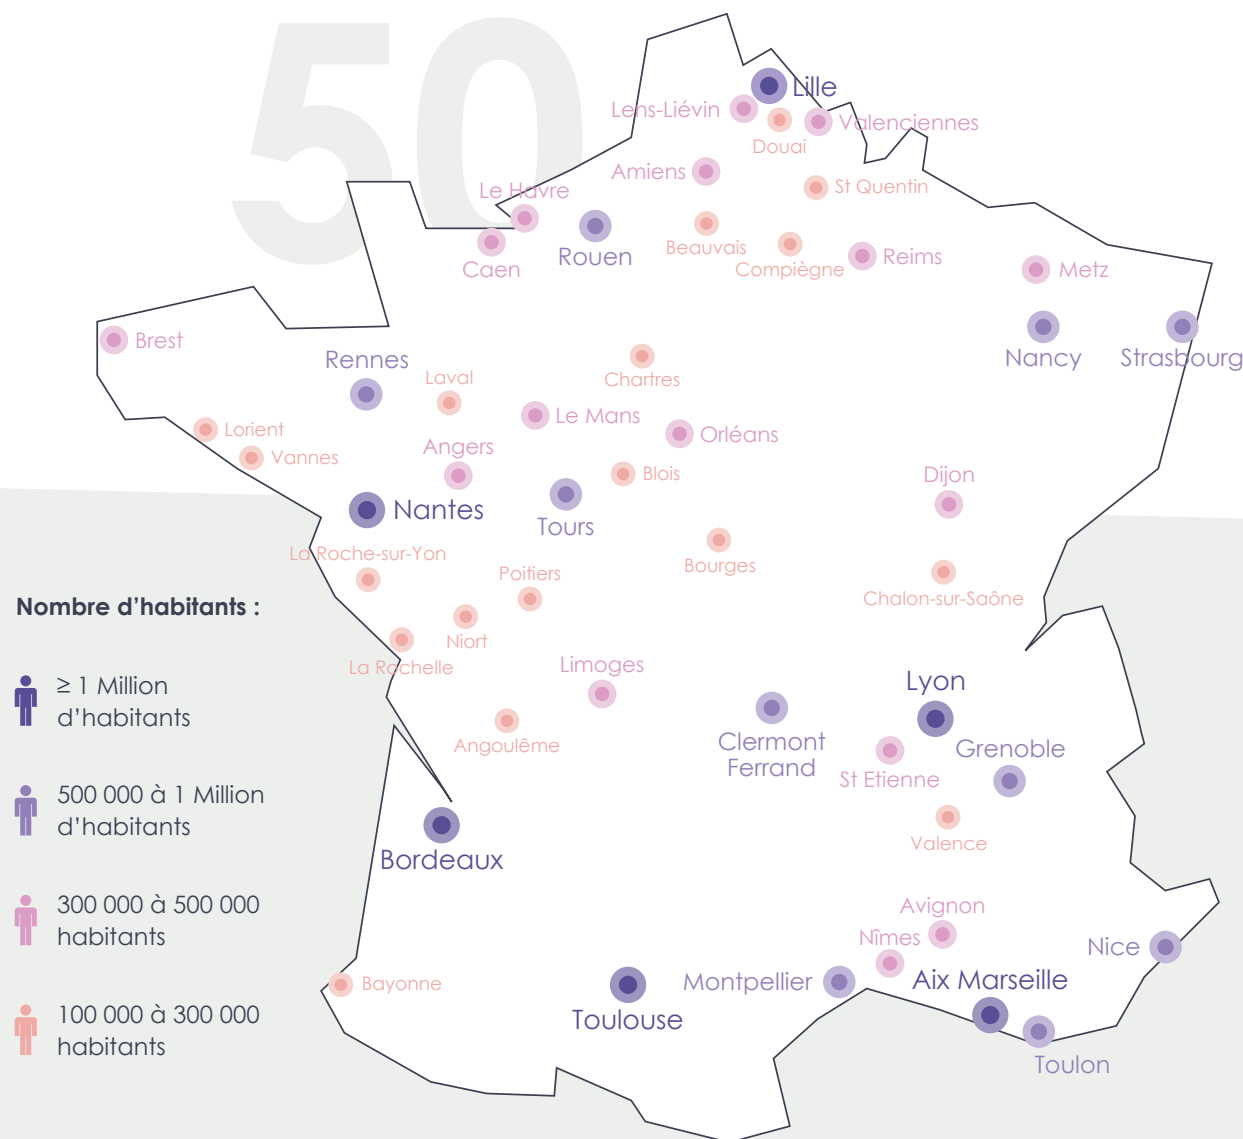 50
Lille
Lens-Liévin
Valenciennes
Douai
Amiens
St Quentin
Le Havre
Rouen
Beauvais
Caen
Compiègne
Reims
Metz
Brest
Rennes
Nancy
Strasbourg
Laval
Chartres
Le Mans
Lorient
Orléans
Angers
Vannes
Blois
Dijon
Nantes
Tours
La Roche-sur-Yon
Poitiers
Bourges
Chalon-sur-Saône
Niort
La Rochelle
Limoges
Lyon
Angoulême
Clermont
Ferrand
Grenoble
St Etienne
Valence
Bordeaux
Avignon
Nîmes
Nice
Bayonne
Montpellier
Aix Marseille
Toulouse
Toulon
Nombre d’habitants :
≥ 1 Million
d’habitants
500 000 à 1 Million
d’habitants
300 000 à 500 000
habitants
100 000 à 300 000
habitants